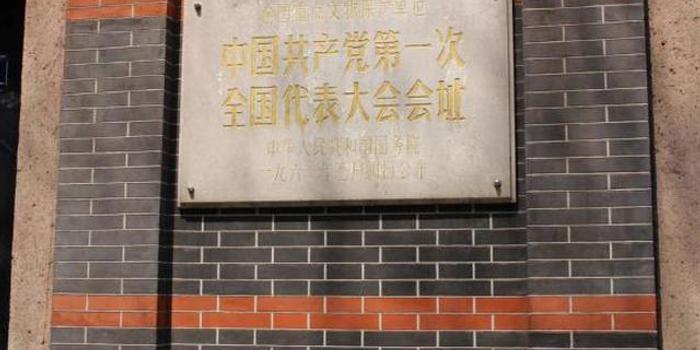 全国重点文物保护单位
中国共产党第一次
全国代表大会会址
中华人民共和国国务院
一九六一年三月四日公布